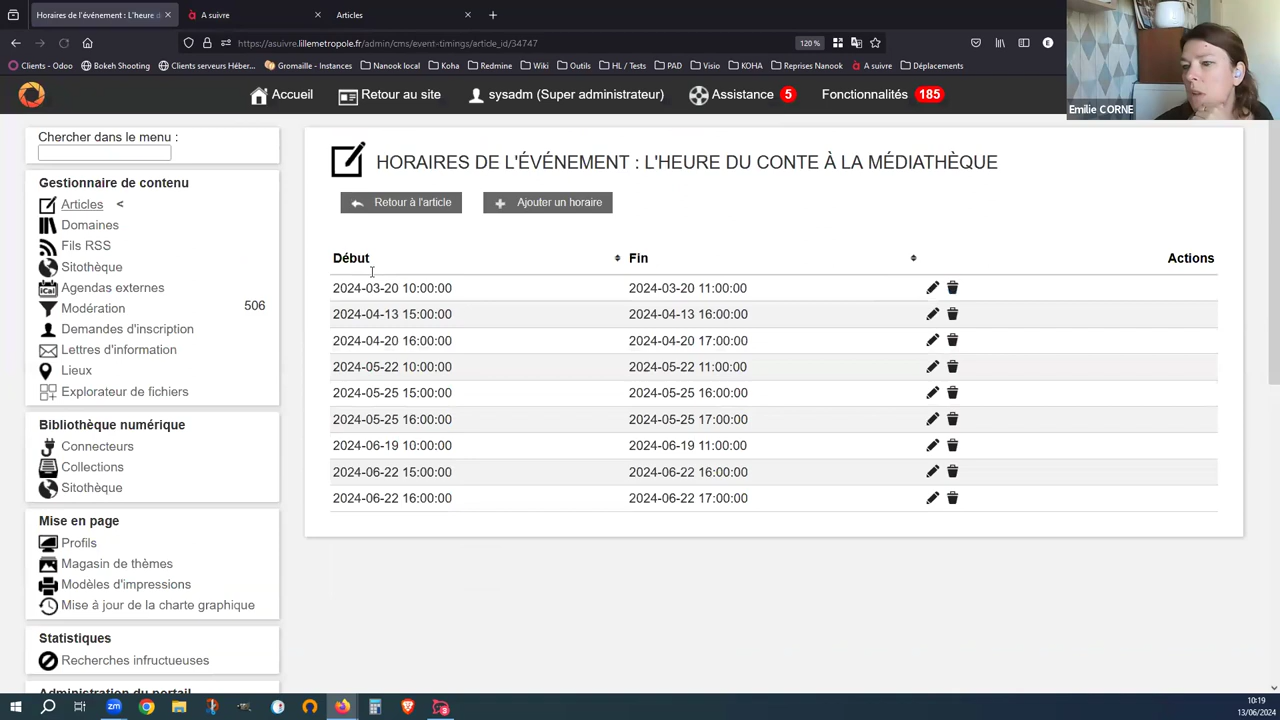 Horaires de l'événement : L'heure d
A suivre
Articles
https://asuivre.lillemetropole.fr/admin/cms/event-timings/erticle_id/34747
120 %
Clients - Odoo
Bokeh Shooting
Clients serveurs Héber...
Gromaille - Instances
Nanook local
Koha
Redmine
Wiki
Outils
HL / Tests
PAD
Visio
KOHA
Reprises Nanook
A suivre
Déplacements
Emilie CORNE
Accueil
Retour au site
sysadm (Super administrateur)
Assistance 5
Fonctionnalités 185
Chercher dans le menu :
Gestionnaire de contenu
Articles <
Domaines
Fils RSS
Sitothèque
Agendas externes
Modération 506
Demandes d'inscription
Lettres d'information
Lieux
Explorateur de fichiers
Bibliothèque numérique
Connecteurs
Collections
Sitothèque
Mise en page
Profils
Magasin de thèmes
Modèles d'impressions
Mise à jour de la charte graphique
Statistiques
Recherches infructueuses
Administration du portail
HORAIRES DE L'ÉVÉNEMENT : L'HEURE DU CONTE À LA MÉDIATHÈQUE
Retour à l'article
Ajouter un horaire
Début Fin Actions
2024-03-20 10:00:00 2024-03-20 11:00:00
2024-04-13 15:00:00 2024-04-13 16:00:00
2024-04-20 16:00:00 2024-04-20 17:00:00
2024-05-22 10:00:00 2024-05-22 11:00:00
2024-05-25 15:00:00 2024-05-25 16:00:00
2024-05-25 16:00:00 2024-05-25 17:00:00
2024-06-19 10:00:00 2024-06-19 11:00:00
2024-06-22 15:00:00 2024-06-22 16:00:00
2024-06-22 16:00:00 2024-06-22 17:00:00
10:19
13/06/2024